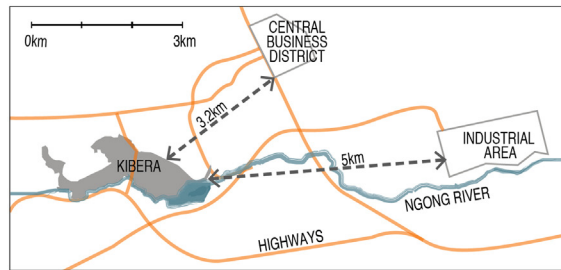 0km
3km
CENTRAL
BUSINESS
DISTRICT
3.2km
KIBERA
5km
INDUSTRIAL
AREA
NGONG RIVER
HIGHWAYS